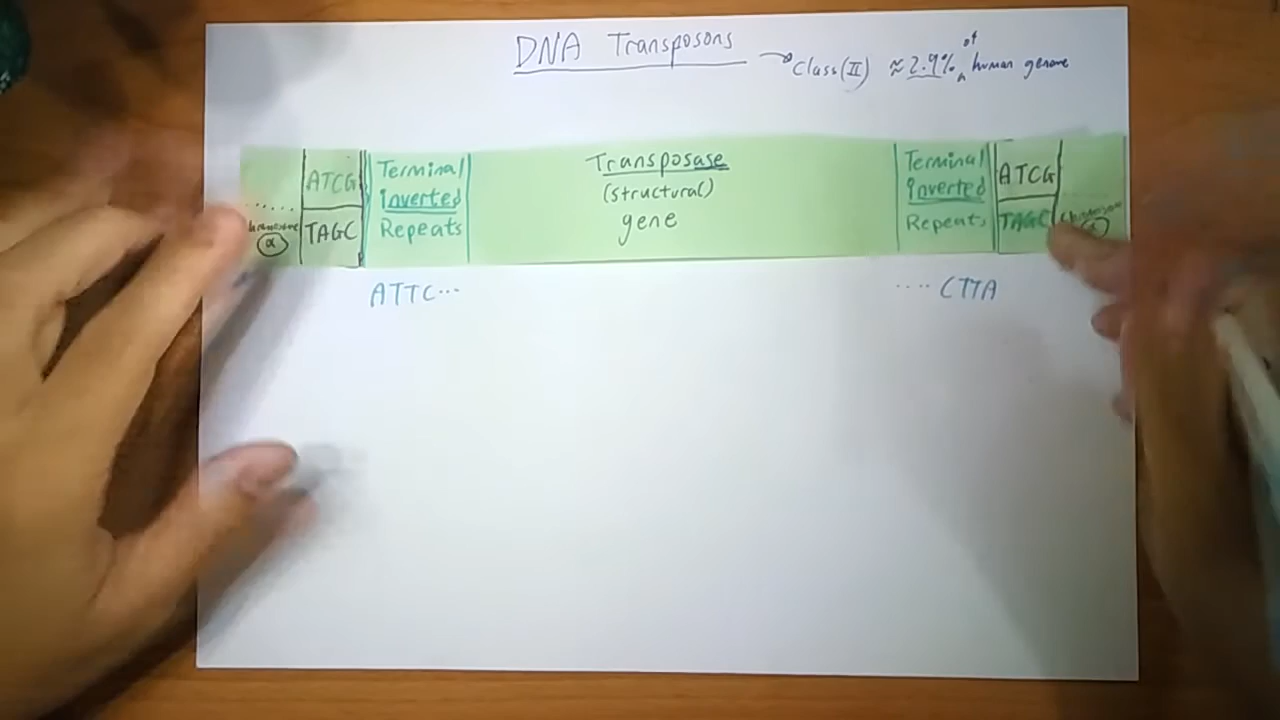 DNA Transposons
Class (II) ≈ 2.9% of human genome
ATCG
TAGC
Terminal
inverted
Repeats
Transposase
(structural)
gene
Terminal
inverted
Repeats
ATCG
TAGC
α
ATTC...
.... CTTA